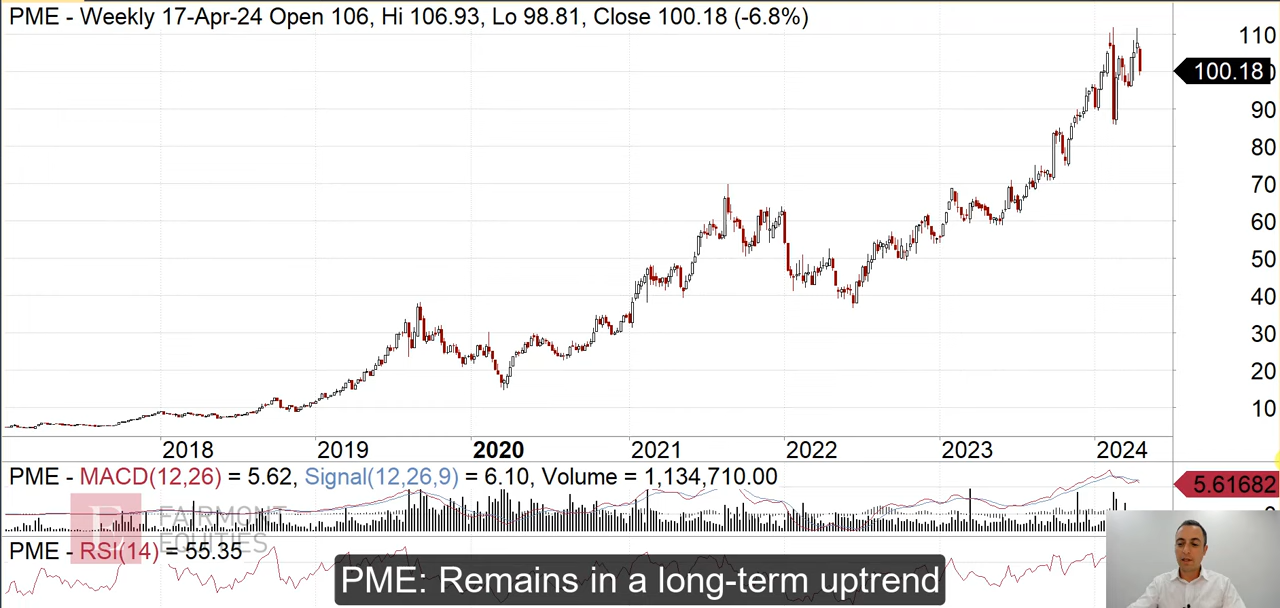 PME - Weekly 17-Apr-24 Open 106, Hi 106.93, Lo 98.81, Close 100.18 (-6.8%)
110
100.18
90
80
70
60
50
40
30
20
10
2018 2019 2020 2021 2022 2023 2024
PME - MACD(12,26) = 5.62, Signal(12,26,9) = 6.10, Volume = 1,134,710.00
5.61682
FAIRMONT
EQUITIES
PME - RSI(14) = 55.35
PME: Remains in a long-term uptrend